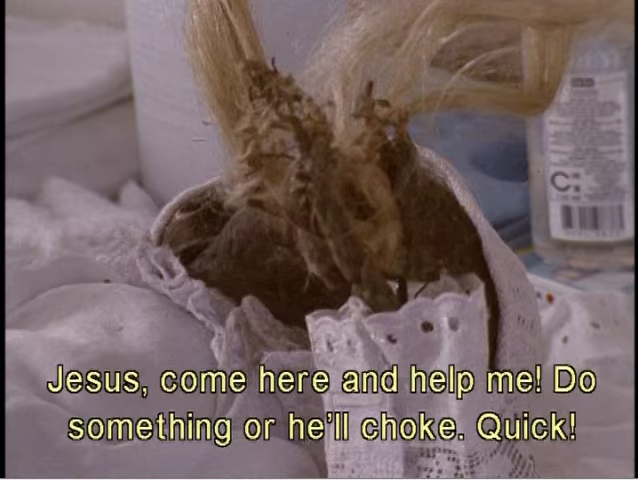 Jesus, come here and help me! Do
something or he'll choke. Quick!
C: